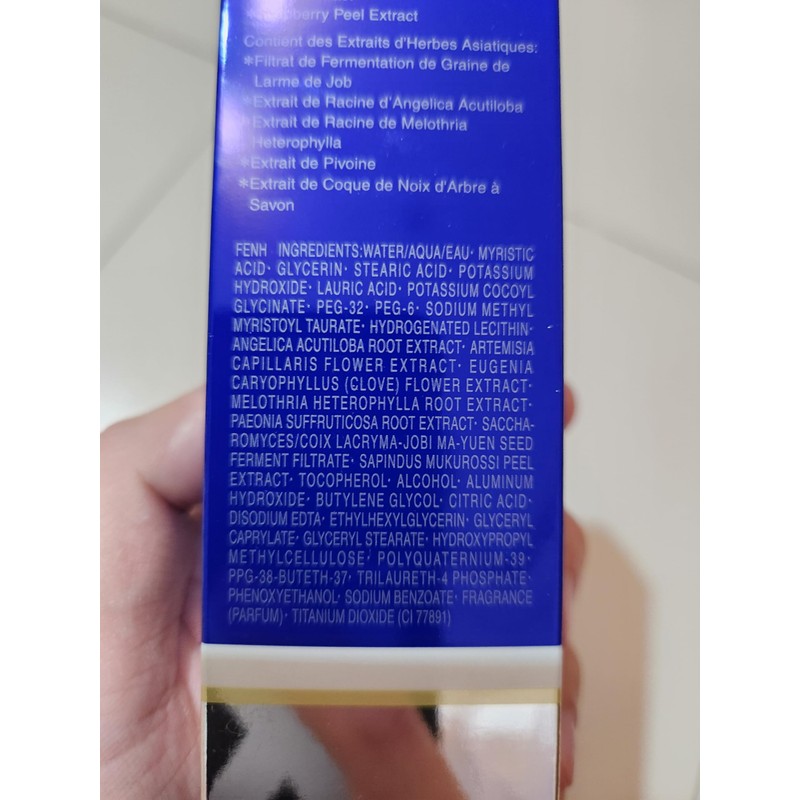 Peel Extract
Contient des Extraits d'Herbes Asiatiques:
*Filtrat de Fermentation de Graine de
Larme de Job
*Extrait de Racine d'Angelica Acutiloba
Extrait de Racine de Melothria
Heterophylla
*Extrait de Pivoine
*Extrait de Coque de Noix d'Arbre à
Savon
FENH INGREDIENTS:WATER/AQUA/EAU· MYRISTIC
ACID· GLYCERIN· STEARIC ACID· POTASSIUM
HYDROXIDE· LAURIC ACID· POTASSIUM COCOYL
GLYCINATE· PEG-32· PEG-6· SODIUM METHYL
MYRISTOYL TAURATE· HYDROGENATED LECITHIN·
ANGELICA ACUTILOBA ROOT EXTRACT· ARTEMISIA
CAPILLARIS FLOWER EXTRACT· EUGENIA
CARYOPHYLLUS (CLOVE) FLOWER EXTRACT·
MELOTHRIA HETEROPHYLLA ROOT EXTRACT·
PAEONIA SUFFRUTICOSA ROOT EXTRACT· SACCHA-
ROMYCES/COIX LACRYMA-JOBI MA-YUEN SEED
FERMENT FILTRATE· SAPINDUS MUKUROSSI PEEL
EXTRACT· TOCOPHEROL· ALCOHOL· ALUMINUM
HYDROXIDE· BUTYLENE GLYCOL· CITRIC ACID·
DISODIUM EDTA· ETHYLHEXYLGLYCERIN· GLYCERYL
CAPRYLATE· GLYCERYL STEARATE· HYDROXYPROPYL
METHYLCELLULOSE· POLYQUATERNIUM-39·
PPG-38-BUTETH-37· TRILAURETH-4 PHOSPHATE·
PHENOXYETHANOL· SODIUM BENZOATE· FRAGRANCE
(PARFUM)· TITANIUM DIOXIDE (CI 77891)